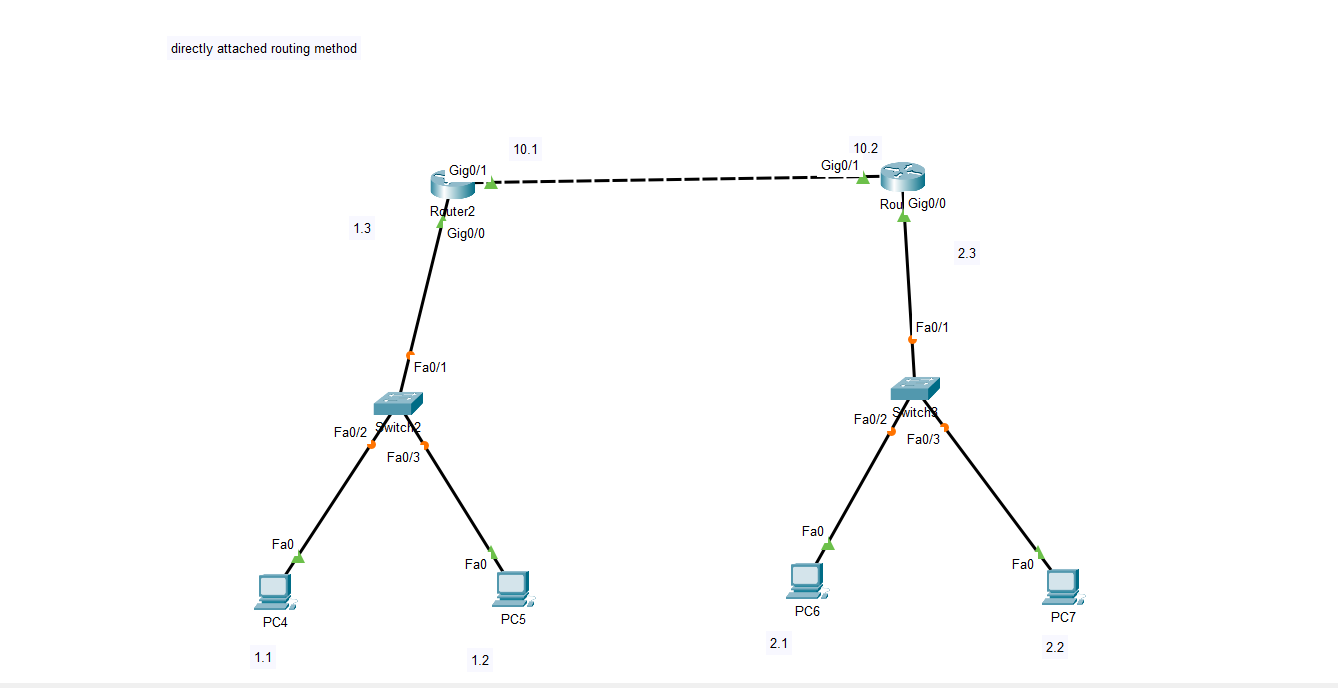 directly attached routing method
10.1
10.2
Gig0/1
Gig0/1
Router2
Rou
Gig0/0
1.3
Gig0/0
2.3
Fa0/1
Fa0/1
Switch2
Switch3
Fa0/2
Fa0/2
Fa0/3
Fa0/3
Fa0
Fa0
Fa0
Fa0
PC4
PC5
PC6
PC7
1.1
1.2
2.1
2.2